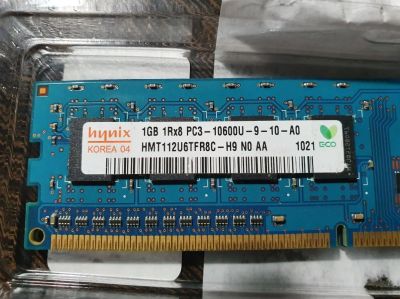 hynix
KOREA 04
1GB 1Rx8 PC3-10600U-9-10-A0
HMT112U6TFR8C-H9 N0 AA 1021
ECO